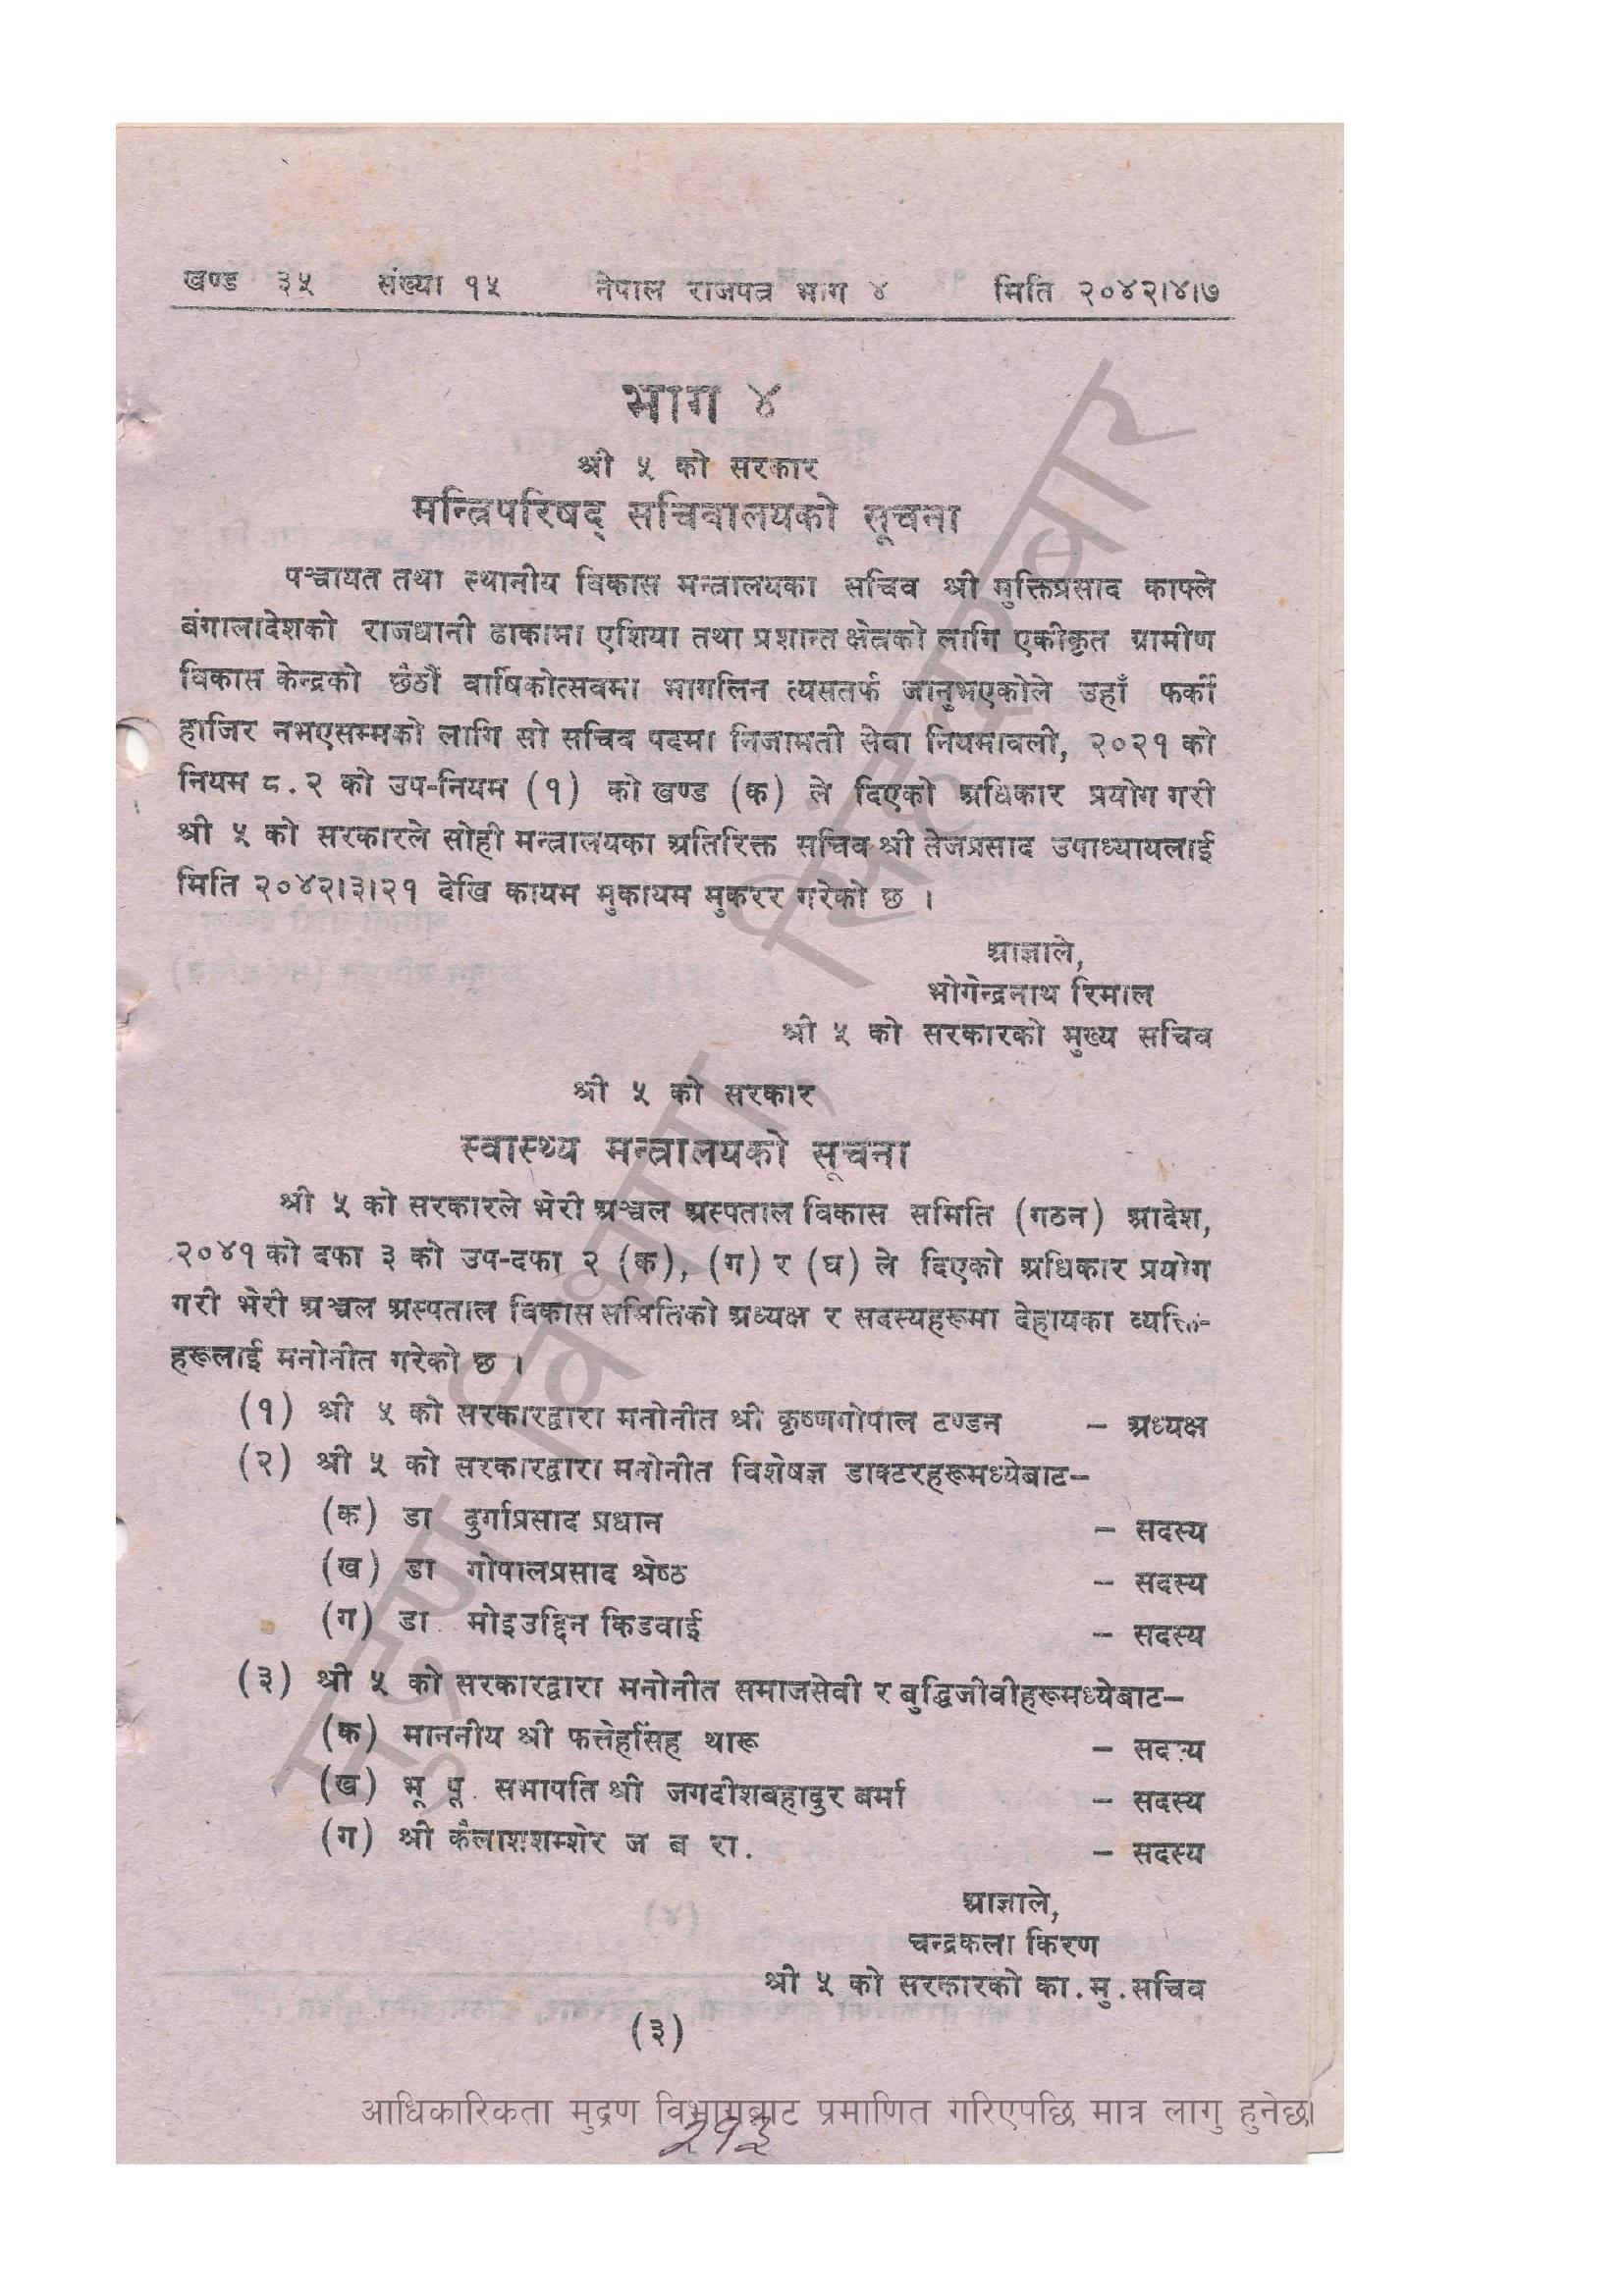 खण्ड ३५ संख्या १५ नेपाल राजपत्र भाग ४ मिति २०४२।४।७
भाग ४
श्री ५ को सरकार
मन्त्रिपरिषद् सचिवालयको सूचना
पञ्चायत तथा स्थानीय विकास मन्त्रालयका सचिव श्री मुक्तिप्रसाद काफ्ले
बंगालादेशको राजधानी ढाकामा एशिया तथा प्रशान्त क्षेत्रको लागि एकीकृत ग्रामीण
विकास केन्द्रको छैठौं वार्षिकोत्सवमा भागलिन त्यसतर्फ जानुभएकोले उहाँ फर्की
हाजिर नभएसम्मको लागि सो सचिव पदमा निजामती सेवा नियमावली, २०२१ को
नियम ८.२ को उप-नियम (१) को खण्ड (क) ले दिएको अधिकार प्रयोग गरी
श्री ५ को सरकारले सोही मन्त्रालयका अतिरिक्त सचिव श्री तेजप्रसाद उपाध्यायलाई
मिति २०४२।३।२१ देखि कायम मुकायम मुकरर गरेको छ ।
आज्ञाले,
भोगेन्द्रनाथ रिमाल
श्री ५ को सरकारको मुख्य सचिव
श्री ५ को सरकार
स्वास्थ्य मन्त्रालयको सूचना
श्री ५ को सरकारले भेरी अञ्चल अस्पताल विकास समिति (गठन) आदेश,
२०४१ को दफा ३ को उप-दफा २ (क), (ग) र (घ) ले दिएको अधिकार प्रयोग
गरी भेरी अञ्चल अस्पताल विकास समितिको अध्यक्ष र सदस्यहरूमा देहायका व्यक्ति-
हरूलाई मनोनीत गरेको छ ।
(१) श्री ५ को सरकारद्वारा मनोनीत श्री कृष्णगोपाल टण्डन – अध्यक्ष
(२) श्री ५ को सरकारद्वारा मनोनीत विशेषज्ञ डाक्टरहरूमध्येबाट–
(क) डा दुर्गाप्रसाद प्रधान – सदस्य
(ख) डा गोपालप्रसाद श्रेष्ठ – सदस्य
(ग) डा. मोइउद्दिन किडवाई – सदस्य
(३) श्री ५ को सरकारद्वारा मनोनीत समाजसेवी र बुद्धिजीवीहरूमध्येबाट–
(क) माननीय श्री फत्तेहसिंह थारू – सदस्य
(ख) भू पू. सभापति श्री जगदीशबहादुर बर्मा – सदस्य
(ग) श्री कैलाशशम्शेर ज ब रा. – सदस्य
आज्ञाले,
चन्द्रकला किरण
श्री ५ को सरकारको का.मु.सचिव
(३)
आधिकारिकता मुद्रण विभागबाट प्रमाणित गरिएपछि मात्र लागु हुनेछ।
२१३
मुद्रण विभाग, सिंहदरबार